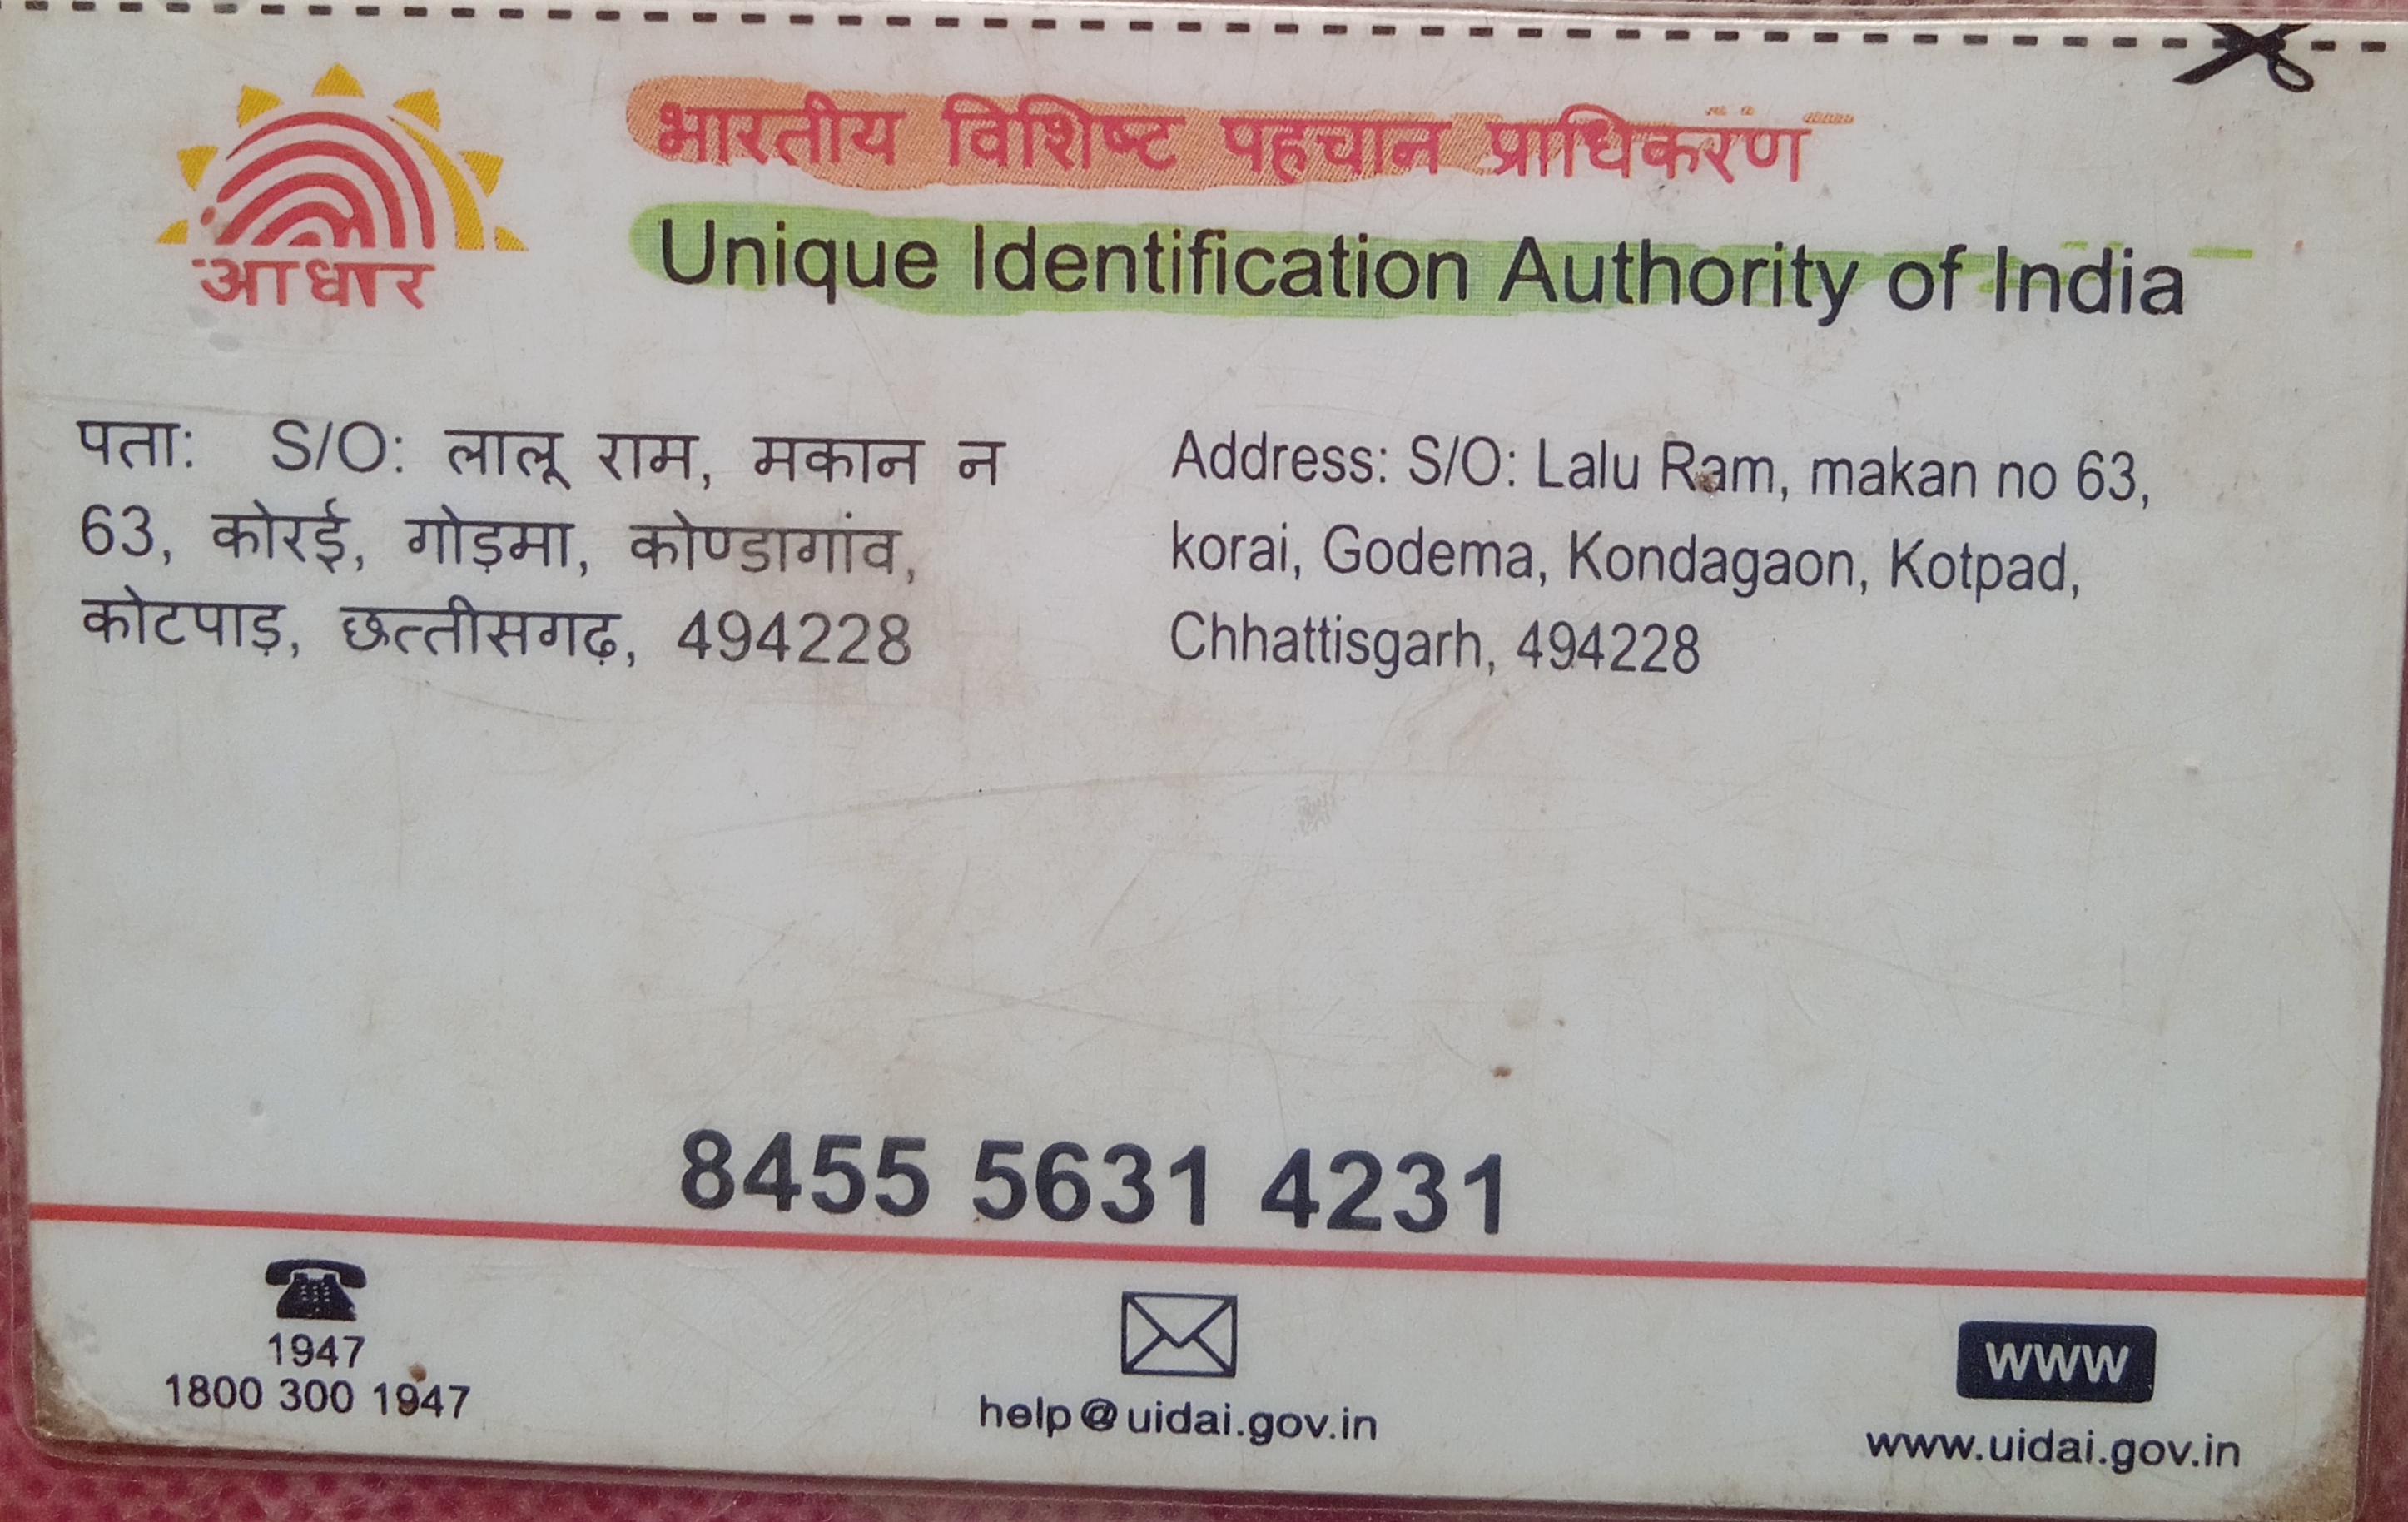 आधार
भारतीय विशिष्ट पहचान प्राधिकरण
Unique Identification Authority of India
पता: S/O: लालू राम, मकान न
63, कोरई, गोड़मा, कोण्डागांव,
कोटपाड़, छत्तीसगढ़, 494228
Address: S/O: Lalu Ram, makan no 63,
korai, Godema, Kondagaon, Kotpad,
Chhattisgarh, 494228
8455 5631 4231
1947
1800 300 1947
help@uidai.gov.in
www
www.uidai.gov.in